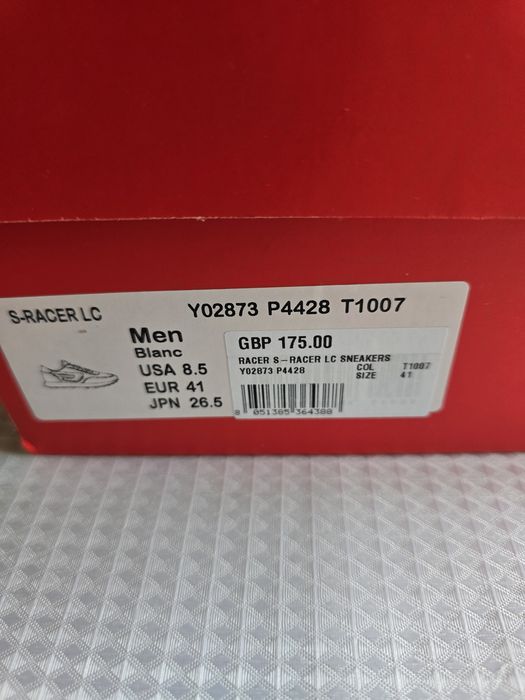 S-RACER LC
Y02873 P4428 T1007
Men
Blanc
USA 8.5
EUR 41
JPN 26.5
GBP 175.00
RACER S-RACER LC SNEAKERS
Y02873 P4428 COL T1007
SIZE 41
8 051385 364388